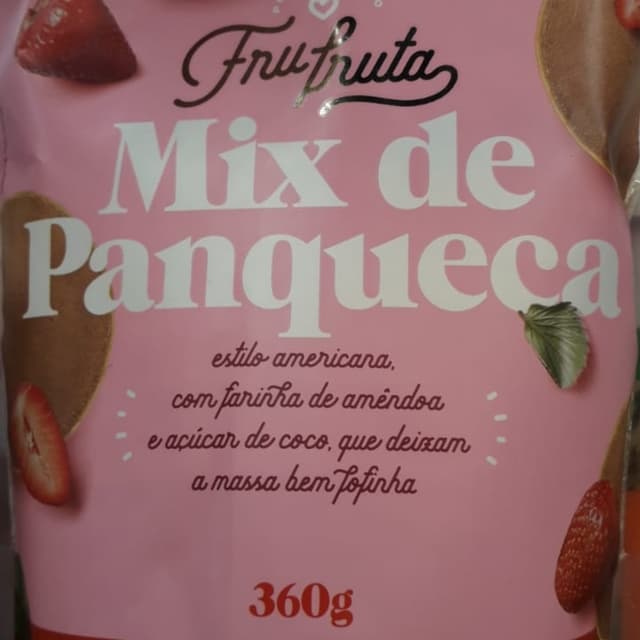 Frufruta
Mix de
Panqueca
estilo americana,
com farinha de amêndoa
e açúcar de coco, que deixam
a massa bem fofinha
360g